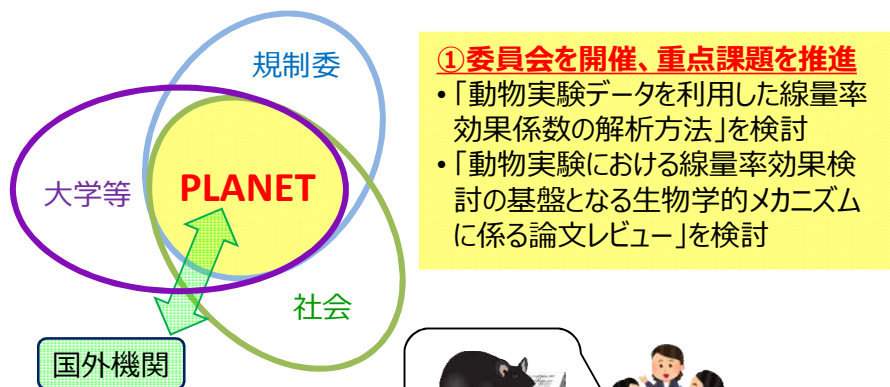 規制委
大学等
PLANET
社会
国外機関
①委員会を開催、重点課題を推進
•「動物実験データを利用した線量率
効果係数の解析方法」を検討
•「動物実験における線量率効果検
討の基盤となる生物学的メカニズム
に係る論文レビュー」を検討